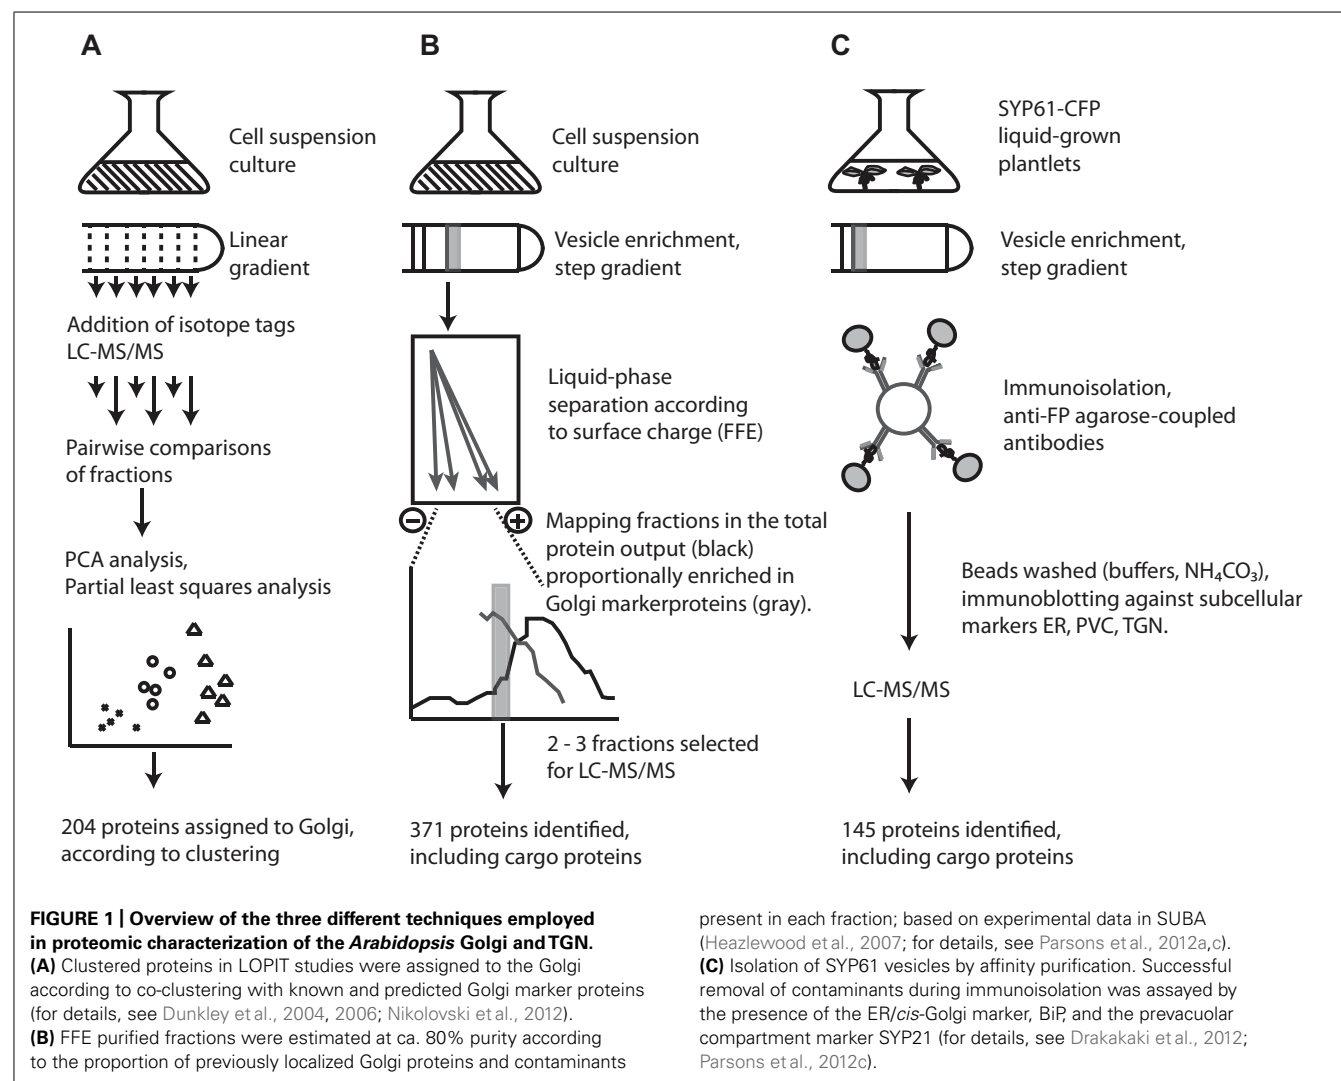 A
Cell suspension
culture
Linear
gradient
Addition of isotope tags
LC-MS/MS
Pairwise comparisons
of fractions
PCA analysis,
Partial least squares analysis
204 proteins assigned to Golgi,
according to clustering
B
Cell suspension
culture
Vesicle enrichment,
step gradient
Liquid-phase
separation according
to surface charge (FFE)
− +
Mapping fractions in the total
protein output (black)
proportionally enriched in
Golgi markerproteins (gray).
2 - 3 fractions selected
for LC-MS/MS
371 proteins identified,
including cargo proteins
C
SYP61-CFP
liquid-grown
plantlets
Vesicle enrichment,
step gradient
Immunoisolation,
anti-FP agarose-coupled
antibodies
Beads washed (buffers, NH₄CO₃),
immunoblotting against subcellular
markers ER, PVC, TGN.
LC-MS/MS
145 proteins identified,
including cargo proteins
FIGURE 1 | Overview of the three different techniques employed
in proteomic characterization of the Arabidopsis Golgi and TGN.
(A) Clustered proteins in LOPIT studies were assigned to the Golgi
according to co-clustering with known and predicted Golgi marker proteins
(for details, see Dunkley et al., 2004, 2006; Nikolovski et al., 2012).
(B) FFE purified fractions were estimated at ca. 80% purity according
to the proportion of previously localized Golgi proteins and contaminants
present in each fraction; based on experimental data in SUBA
(Heazlewood et al., 2007; for details, see Parsons et al., 2012a,c).
(C) Isolation of SYP61 vesicles by affinity purification. Successful
removal of contaminants during immunoisolation was assayed by
the presence of the ER/cis-Golgi marker, BiP, and the prevacuolar
compartment marker SYP21 (for details, see Drakakaki et al., 2012;
Parsons et al., 2012c).